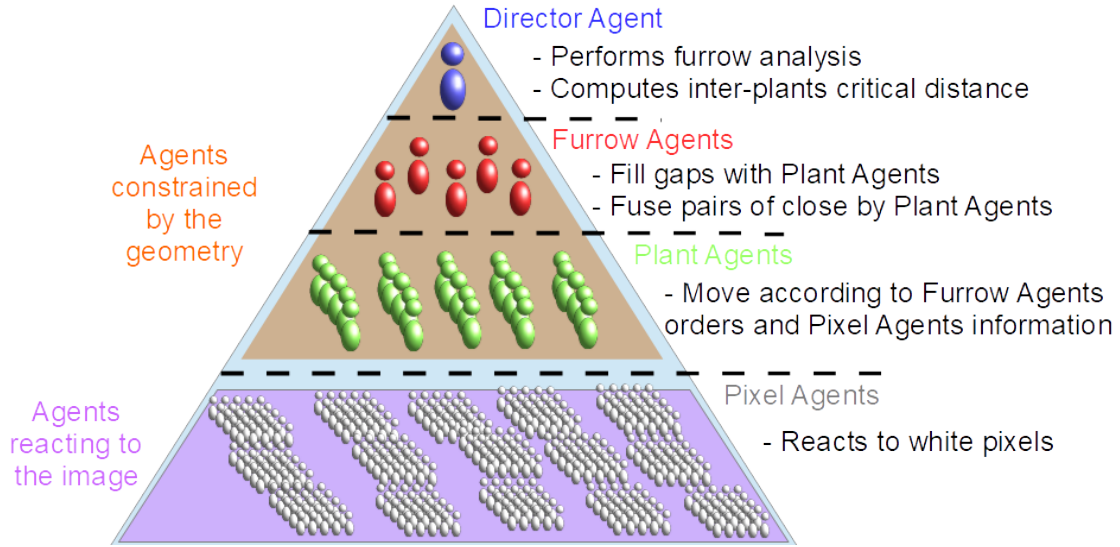 Director Agent
- Performs furrow analysis
- Computes inter-plants critical distance
Furrow Agents
- Fill gaps with Plant Agents
- Fuse pairs of close by Plant Agents
Agents
constrained
by the
geometry
Plant Agents
- Move according to Furrow Agents
orders and Pixel Agents information
Pixel Agents
- Reacts to white pixels
Agents
reacting to
the image